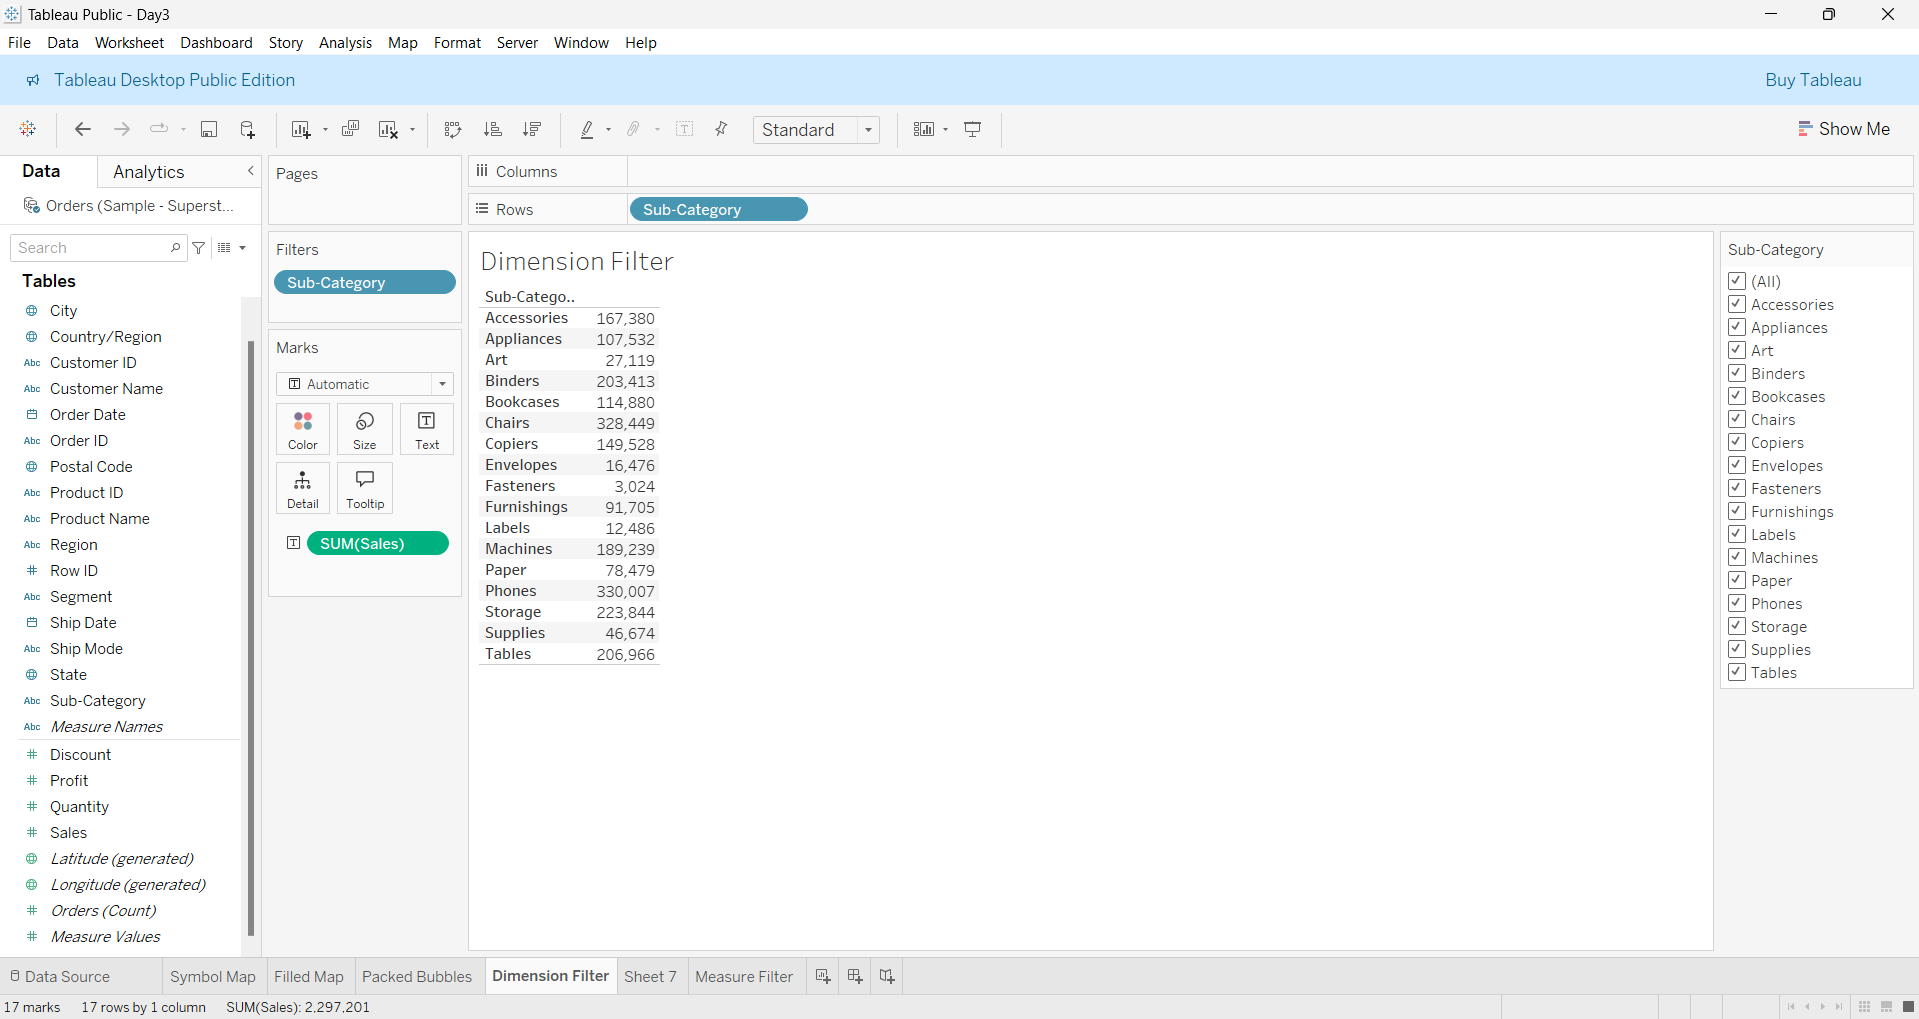 Tableau Public - Day3
File Data Worksheet Dashboard Story Analysis Map Format Server Window Help
Tableau Desktop Public Edition
Buy Tableau
Standard
Show Me
Data
Analytics
Orders (Sample - Superst...
Search
Tables
City
Country/Region
Abc Customer ID
Abc Customer Name
Order Date
Abc Order ID
Postal Code
Abc Product ID
Abc Product Name
Abc Region
# Row ID
Abc Segment
Ship Date
Abc Ship Mode
State
Abc Sub-Category
Abc Measure Names
# Discount
# Profit
# Quantity
# Sales
Latitude (generated)
Longitude (generated)
# Orders (Count)
# Measure Values
Pages
Filters
Sub-Category
Marks
T Automatic
Color
Size
T Text
Detail
Tooltip
T SUM(Sales)
Columns
Rows
Sub-Category
Dimension Filter
Sub-Catego..
Accessories 167,380
Appliances 107,532
Art 27,119
Binders 203,413
Bookcases 114,880
Chairs 328,449
Copiers 149,528
Envelopes 16,476
Fasteners 3,024
Furnishings 91,705
Labels 12,486
Machines 189,239
Paper 78,479
Phones 330,007
Storage 223,844
Supplies 46,674
Tables 206,966
Sub-Category
(All)
Accessories
Appliances
Art
Binders
Bookcases
Chairs
Copiers
Envelopes
Fasteners
Furnishings
Labels
Machines
Paper
Phones
Storage
Supplies
Tables
Data Source
Symbol Map
Filled Map
Packed Bubbles
Dimension Filter
Sheet 7
Measure Filter
17 marks 17 rows by 1 column SUM(Sales): 2,297,201